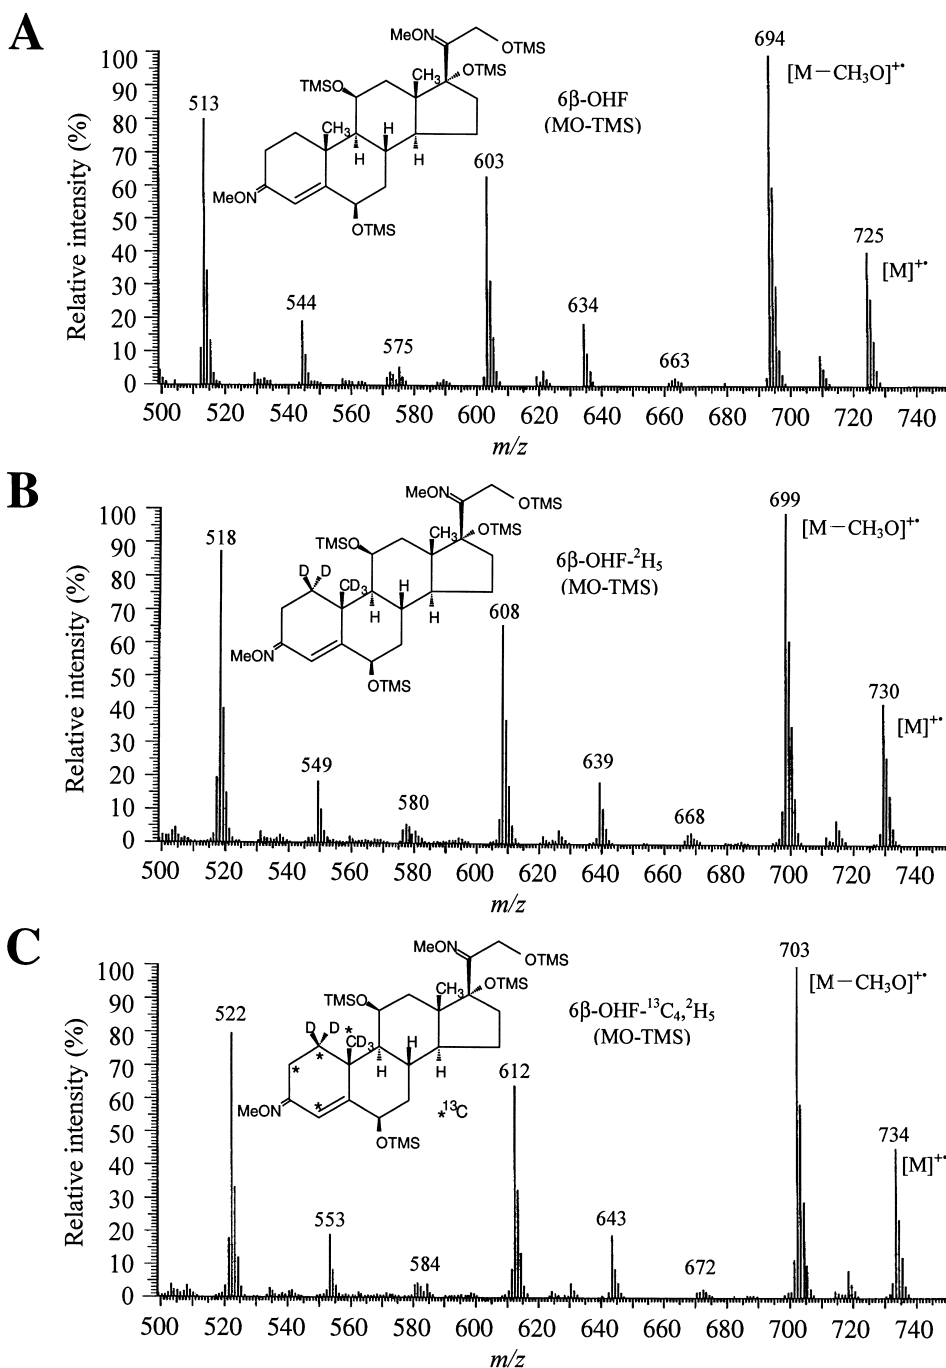 A
MeON
OTMS
TMSO
CH3
OTMS
CH3
H
H
H
MeON
OTMS
6β-OHF
(MO-TMS)
694
[M−CH3O]+•
513
603
725
[M]+•
544
575
634
663
Relative intensity (%)
100
90
80
70
60
50
40
30
20
10
0
500 520 540 560 580 600 620 640 660 680 700 720 740
m/z
B
MeON
OTMS
TMSO
CH3
OTMS
D D
CD3
H
H
H
MeON
OTMS
6β-OHF-2H5
(MO-TMS)
699
[M−CH3O]+•
518
608
730
[M]+•
549
580
639
668
Relative intensity (%)
100
90
80
70
60
50
40
30
20
10
0
500 520 540 560 580 600 620 640 660 680 700 720 740
m/z
C
MeON
OTMS
TMSO
CH3
OTMS
D D *
CD3
*
*
H
H
H
MeON
*
OTMS
*13C
6β-OHF-13C4,2H5
(MO-TMS)
703
[M−CH3O]+•
522
612
734
[M]+•
553
584
643
672
Relative intensity (%)
100
90
80
70
60
50
40
30
20
10
0
500 520 540 560 580 600 620 640 660 680 700 720 740
m/z